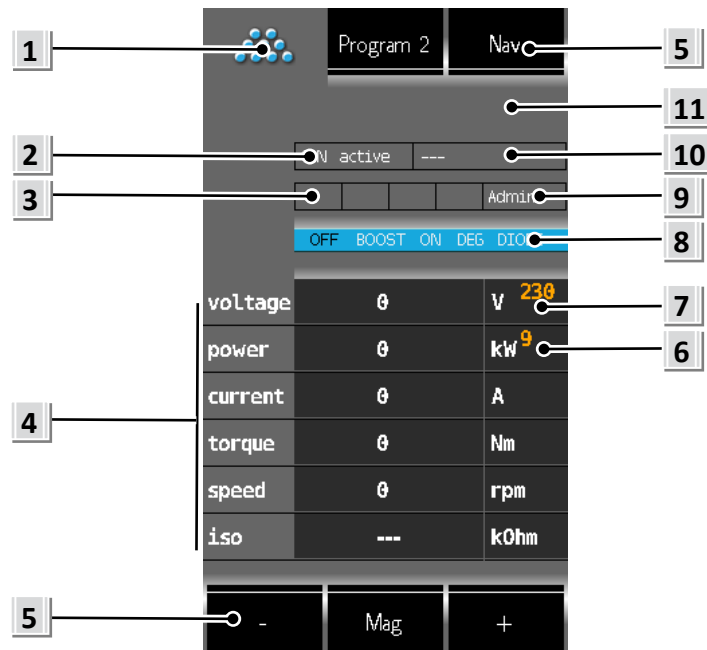 1
Program 2
Nav
5
11
2
N active
---
10
3
Admin
9
OFF BOOST ON DEG DIO
8
voltage 0 V 230
7
power 0 kW 9
6
4
current 0 A
torque 0 Nm
speed 0 rpm
iso --- kOhm
5
-
Mag
+